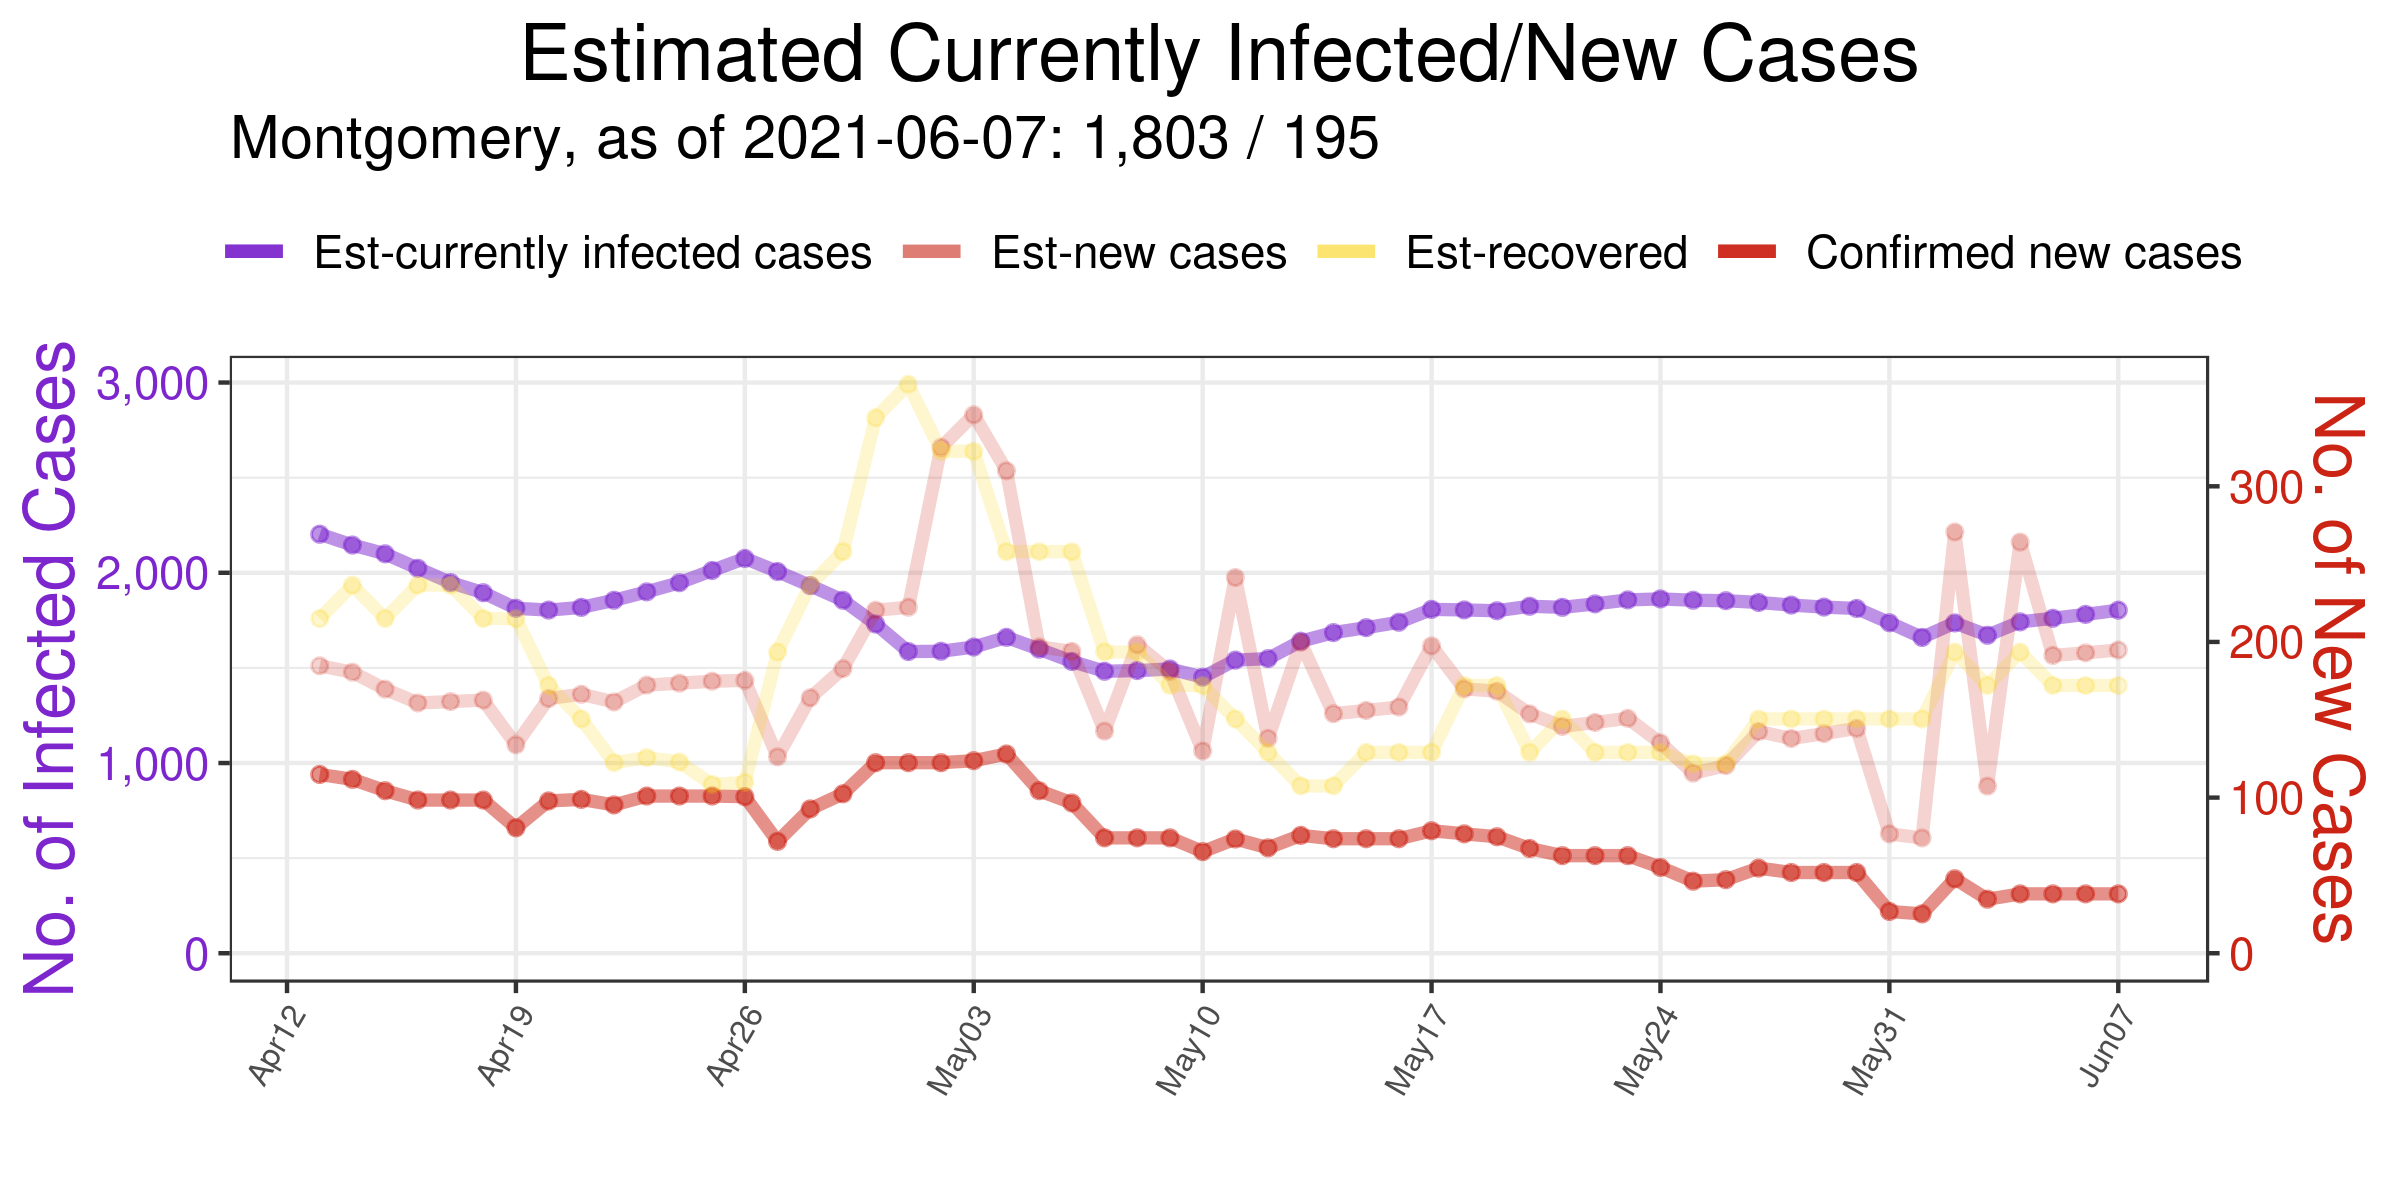 Estimated Currently Infected/New Cases
Montgomery, as of 2021-06-07: 1,803 / 195
Est-currently infected cases Est-new cases Est-recovered Confirmed new cases
No. of Infected Cases
3,000
2,000
1,000
0
No. of New Cases
300
200
100
0
Apr12 Apr19 Apr26 May03 May10 May17 May24 May31 Jun07